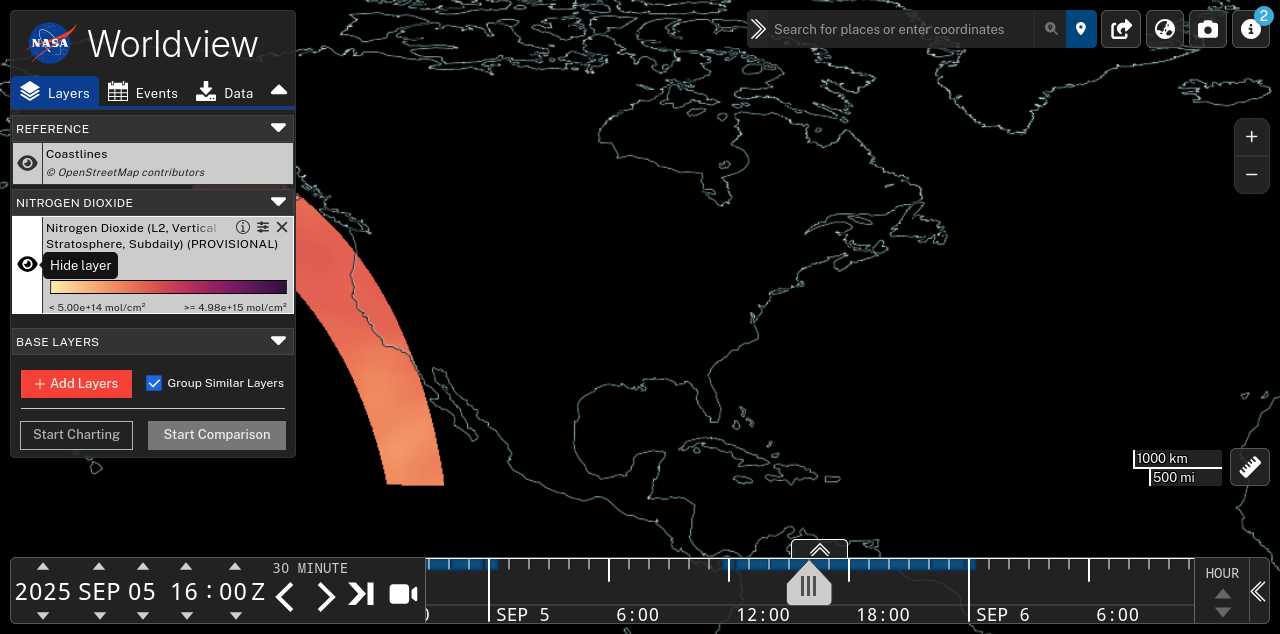 NASA
Worldview
Layers
Events
Data
REFERENCE
Coastlines
© OpenStreetMap contributors
NITROGEN DIOXIDE
Nitrogen Dioxide (L2, Vertical
Stratosphere, Subdaily) (PROVISIONAL)
Hide layer
< 5.00e+14 mol/cm²
>= 4.98e+15 mol/cm²
BASE LAYERS
+ Add Layers
Group Similar Layers
Start Charting
Start Comparison
Search for places or enter coordinates
2
+
−
1000 km
500 mi
2025 SEP 05 16:00Z
30 MINUTE
SEP 5
6:00
12:00
18:00
SEP 6
6:00
HOUR